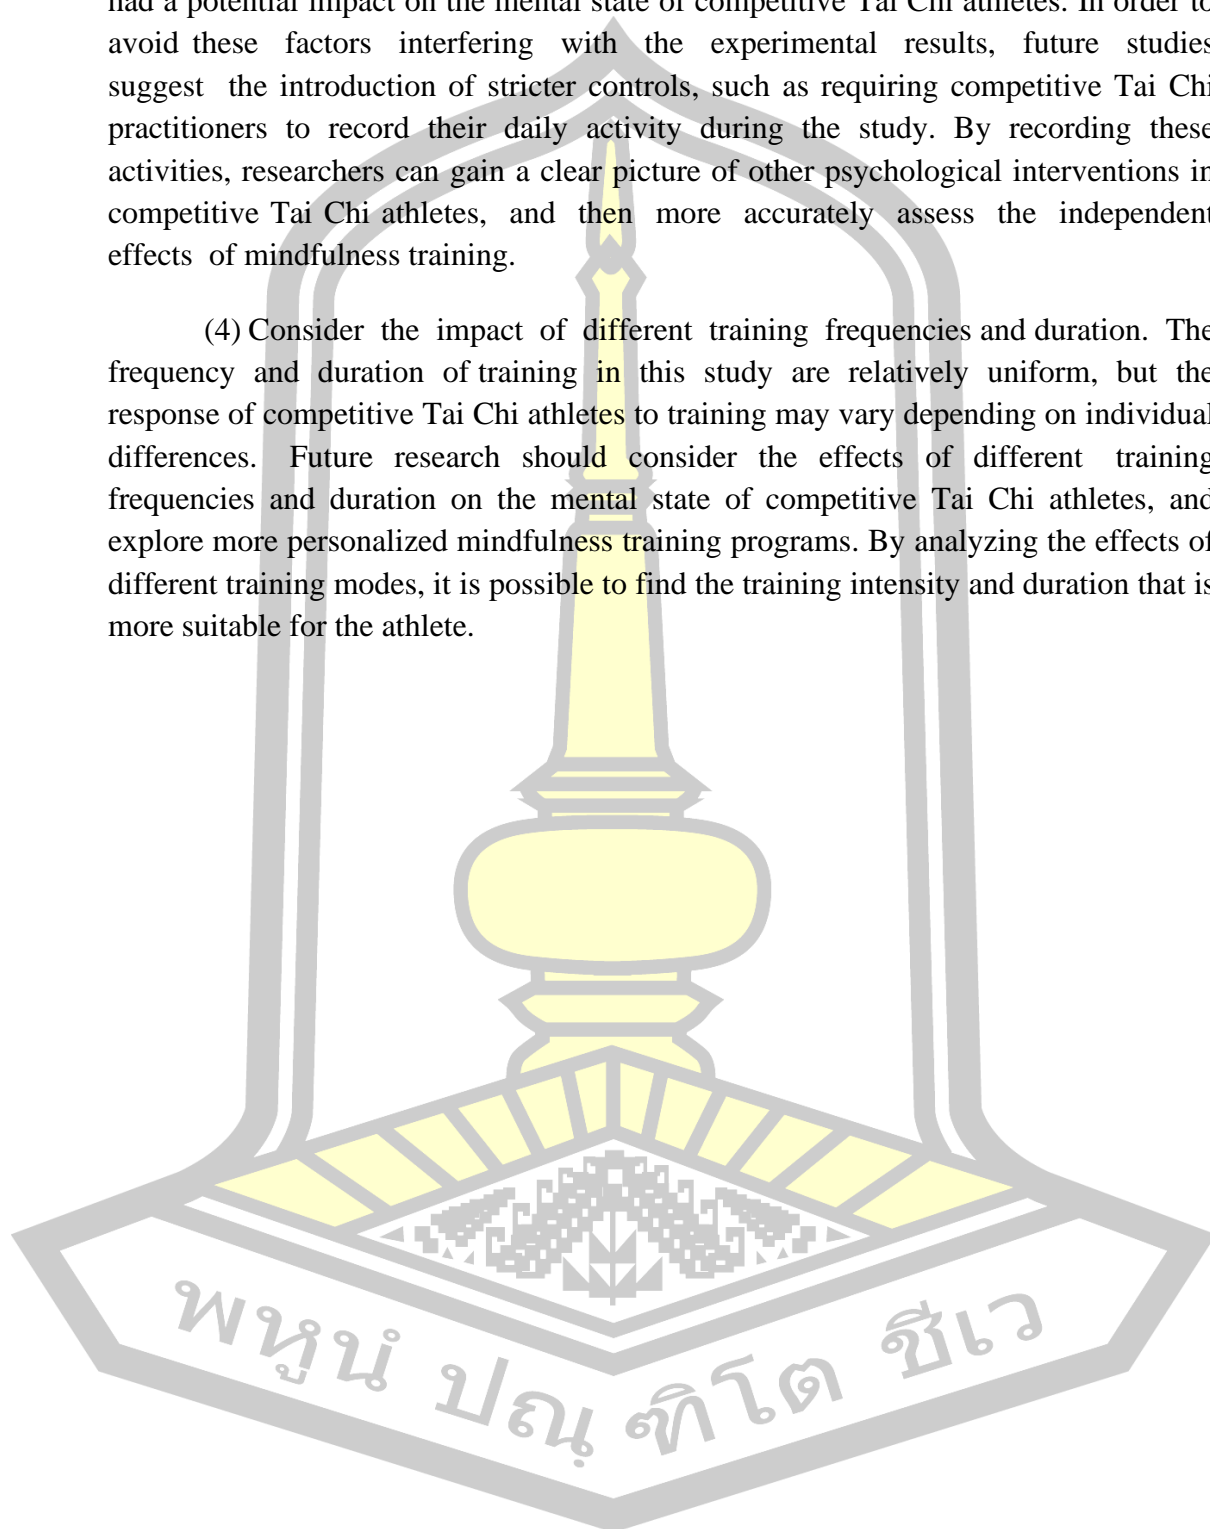 had a potential impact on the mental state of competitive Tai Chi athletes. In order to
avoid these factors interfering with the experimental results, future studies
suggest the introduction of stricter controls, such as requiring competitive Tai Chi
practitioners to record their daily activity during the study. By recording these
activities, researchers can gain a clear picture of other psychological interventions in
competitive Tai Chi athletes, and then more accurately assess the independent
effects of mindfulness training.
(4) Consider the impact of different training frequencies and duration. The
frequency and duration of training in this study are relatively uniform, but the
response of competitive Tai Chi athletes to training may vary depending on individual
differences. Future research should consider the effects of different training
frequencies and duration on the mental state of competitive Tai Chi athletes, and
explore more personalized mindfulness training programs. By analyzing the effects of
different training modes, it is possible to find the training intensity and duration that is
more suitable for the athlete.
พหูนํ ปณฺฑิโต ชีเว